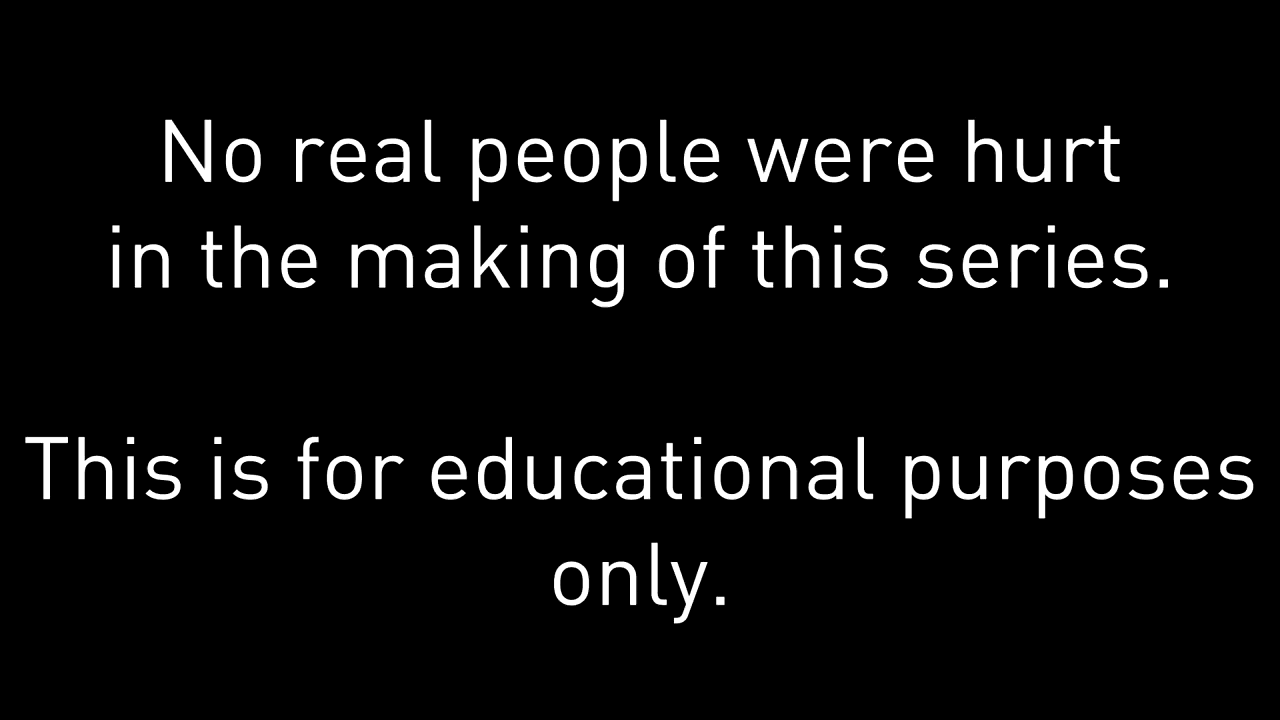 No real people were hurt
in the making of this series.
This is for educational purposes
only.